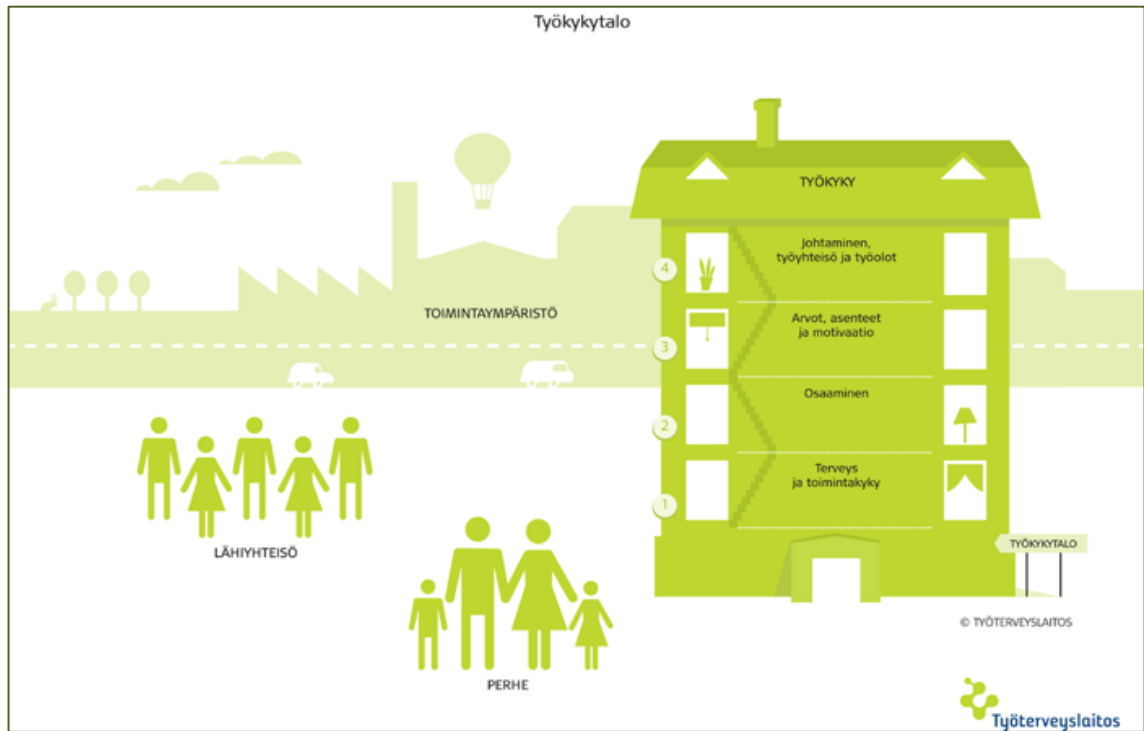 Työkykytalo
TYÖKYKY
4
Johtaminen,
työyhteisö ja työolot
TOIMINTAYMPÄRISTÖ
3
Arvot, asenteet
ja motivaatio
2
Osaaminen
1
Terveys
ja toimintakyky
LÄHIYHTEISÖ
PERHE
TYÖKYKYTALO
© TYÖTERVEYSLAITOS
Työterveyslaitos